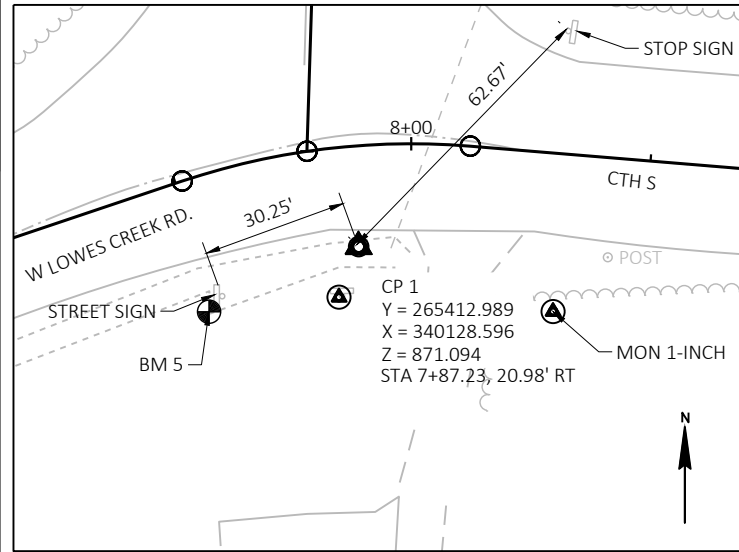 STOP SIGN
62.67'
8+00
CTH S
30.25'
W LOWES CREEK RD.
POST
CP 1
Y = 265412.989
X = 340128.596
Z = 871.094
STA 7+87.23, 20.98' RT
STREET SIGN
BM 5
MON 1-INCH
N